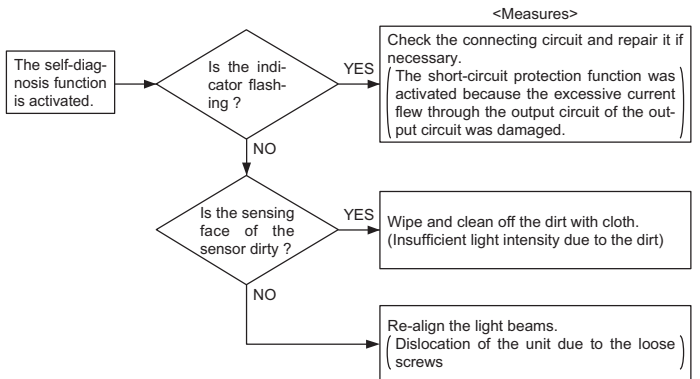 <Measures>
The self-diag-
nosis function
is activated.
Is the indi-
cator flash-
ing ?
YES
Check the connecting circuit and repair it if
necessary.
(The short-circuit protection function was
activated because the excessive current
flew through the output circuit of the out-
put circuit was damaged.)
NO
Is the sensing
face of the
sensor dirty ?
YES
Wipe and clean off the dirt with cloth.
(Insufficient light intensity due to the dirt)
NO
Re-align the light beams.
(Dislocation of the unit due to the loose
screws)